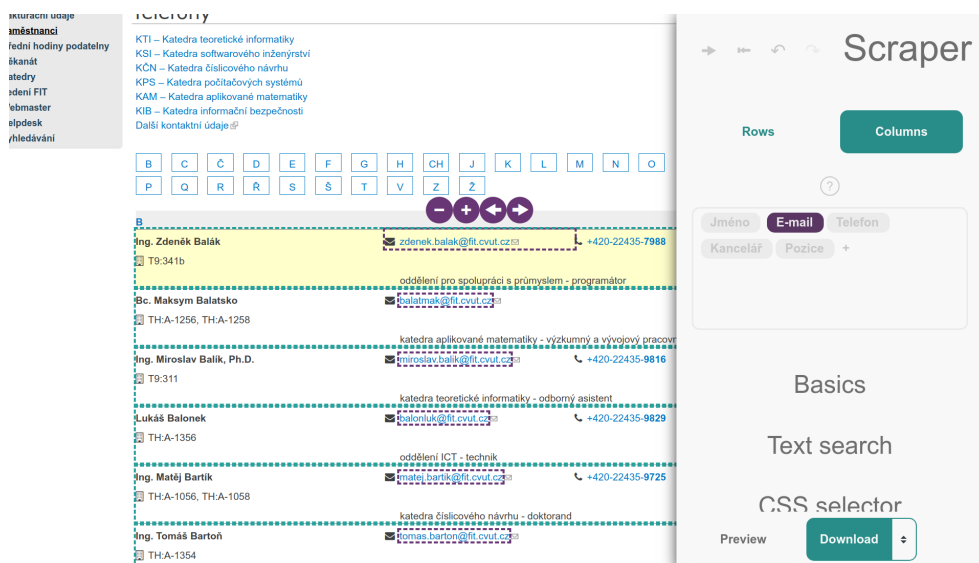 akturační údaje
aměstnanci
řední hodiny podatelny
ěkanát
atedry
edení FIT
ebmaster
elpdesk
yhledávání
Telefony
KTI – Katedra teoretické informatiky
KSI – Katedra softwarového inženýrství
KČN – Katedra číslicového návrhu
KPS – Katedra počítačových systémů
KAM – Katedra aplikované matematiky
KIB – Katedra informační bezpečnosti
Další kontaktní údaje
B C Č D E F G H CH J K L M N O
P Q R Ř S Š T V Z Ž
B
Ing. Zdeněk Balák zdenek.balak@fit.cvut.cz +420-22435-7988
T9:341b
oddělení pro spolupráci s průmyslem - programátor
Bc. Maksym Balatsko balatmak@fit.cvut.cz
TH:A-1256, TH:A-1258
katedra aplikované matematiky - výzkumný a vývojový pracovn
Ing. Miroslav Balík, Ph.D. miroslav.balik@fit.cvut.cz +420-22435-9816
T9:311
katedra teoretické informatiky - odborný asistent
Lukáš Balonek balonluk@fit.cvut.cz +420-22435-9829
TH:A-1356
oddělení ICT - technik
Ing. Matěj Bartík matej.bartik@fit.cvut.cz +420-22435-9725
TH:A-1056, TH:A-1058
katedra číslicového návrhu - doktorand
Ing. Tomáš Bartoň tomas.barton@fit.cvut.cz
TH:A-1354
Scraper
Rows Columns
?
Jméno E-mail Telefon
Kancelář Pozice +
Basics
Text search
CSS selector
Preview Download